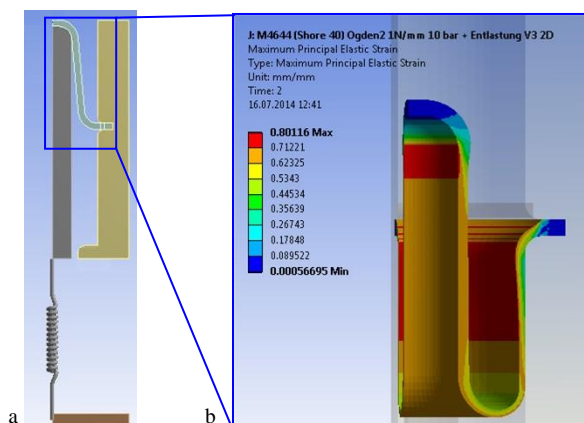 J: M4644 (Shore 40) Ogden2 1N/mm 10 bar + Entlastung V3 2D
Maximum Principal Elastic Strain
Type: Maximum Principal Elastic Strain
Unit: mm/mm
Time: 2
16.07.2014 12:41
0.80116 Max
0.71221
0.62325
0.5343
0.44534
0.35639
0.26743
0.17848
0.089522
0.00056695 Min
a
b